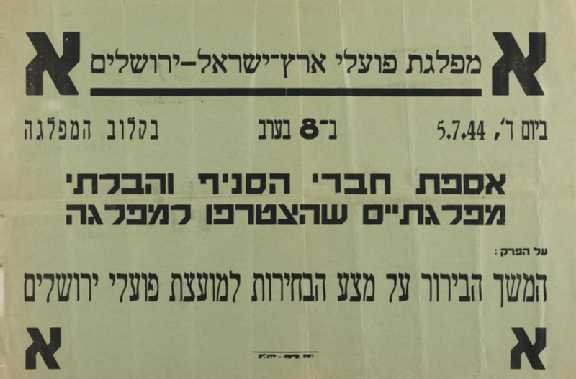 א מפלגת פועלי ארץ־ישראל–ירושלים א
ביום ד', 5.7.44 ב־8 בערב בקלוב המפלגה
אספת חברי הסניף והבלתי
מפלגתיים שהצטרפו למפלגה
על הפרק:
המשך הבירור על מצע הבחירות למועצת פועלי ירושלים
א א